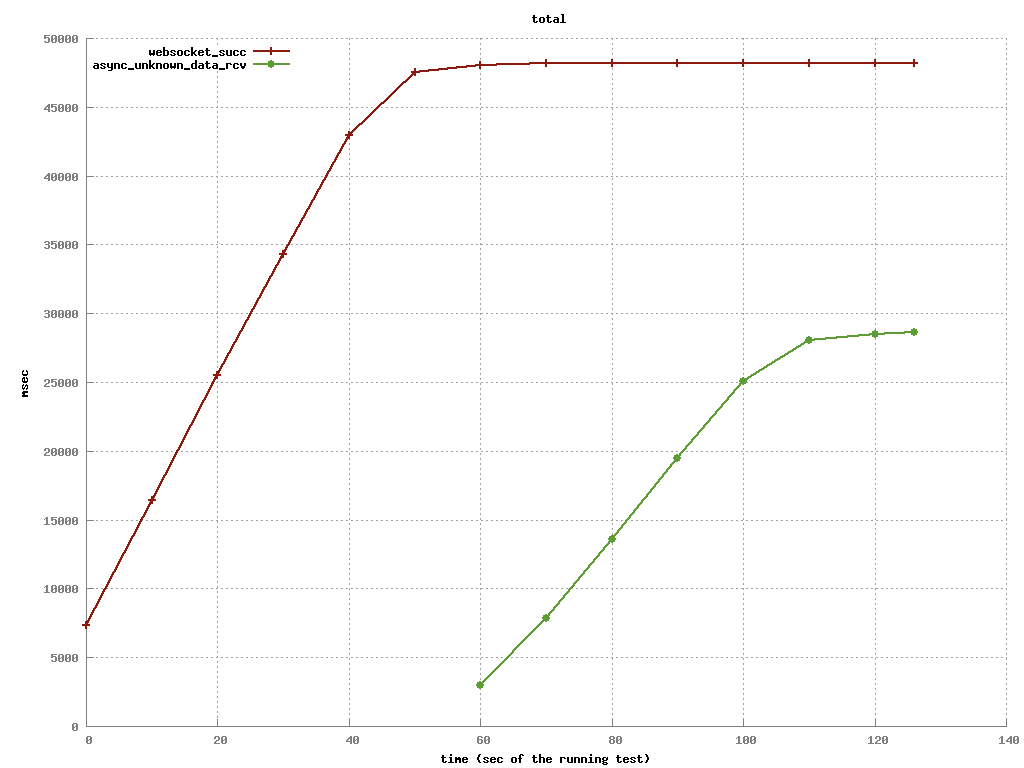 total
50000
websocket_succ
async_unknown_data_rcv
45000
40000
35000
30000
25000
msec
20000
15000
10000
5000
0
0 20 40 60 80 100 120 140
time (sec of the running test)